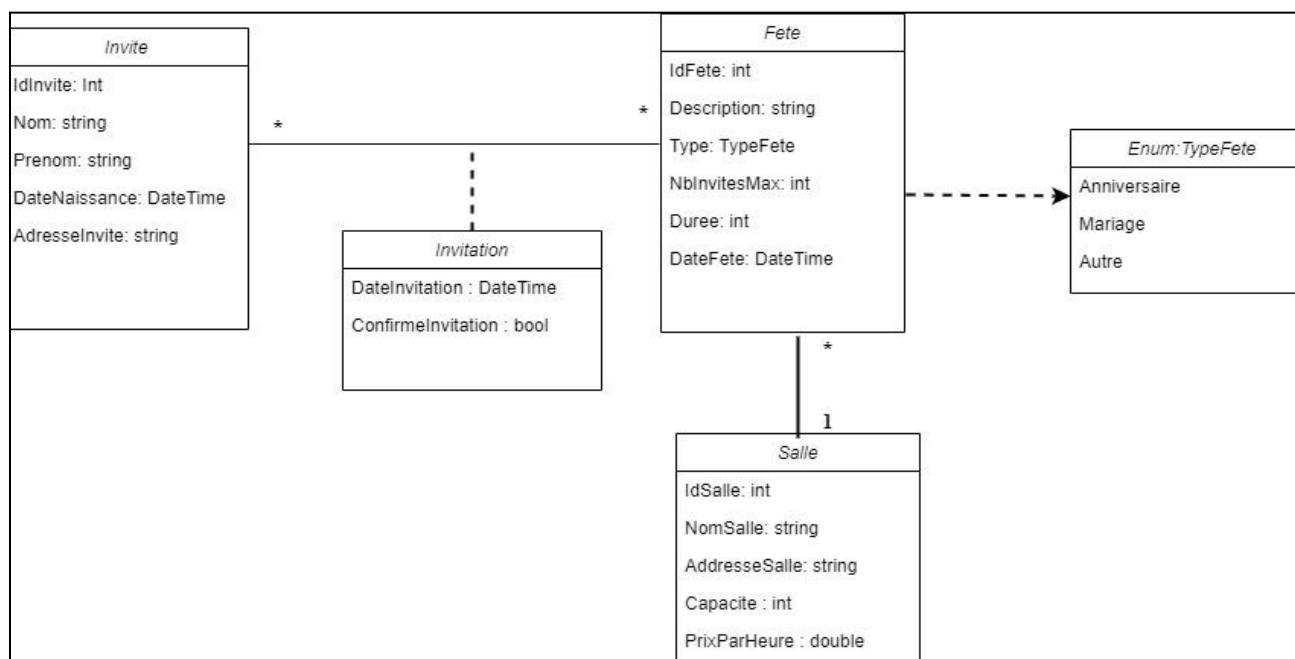 Invite
IdInvite: Int
Nom: string
Prenom: string
DateNaissance: DateTime
AdresseInvite: string
*
*
Invitation
DateInvitation : DateTime
ConfirmeInvitation : bool
Fete
IdFete: int
Description: string
Type: TypeFete
NbInvitesMax: int
Duree: int
DateFete: DateTime
Enum:TypeFete
Anniversaire
Mariage
Autre
*
1
Salle
IdSalle: int
NomSalle: string
AddresseSalle: string
Capacite : int
PrixParHeure : double